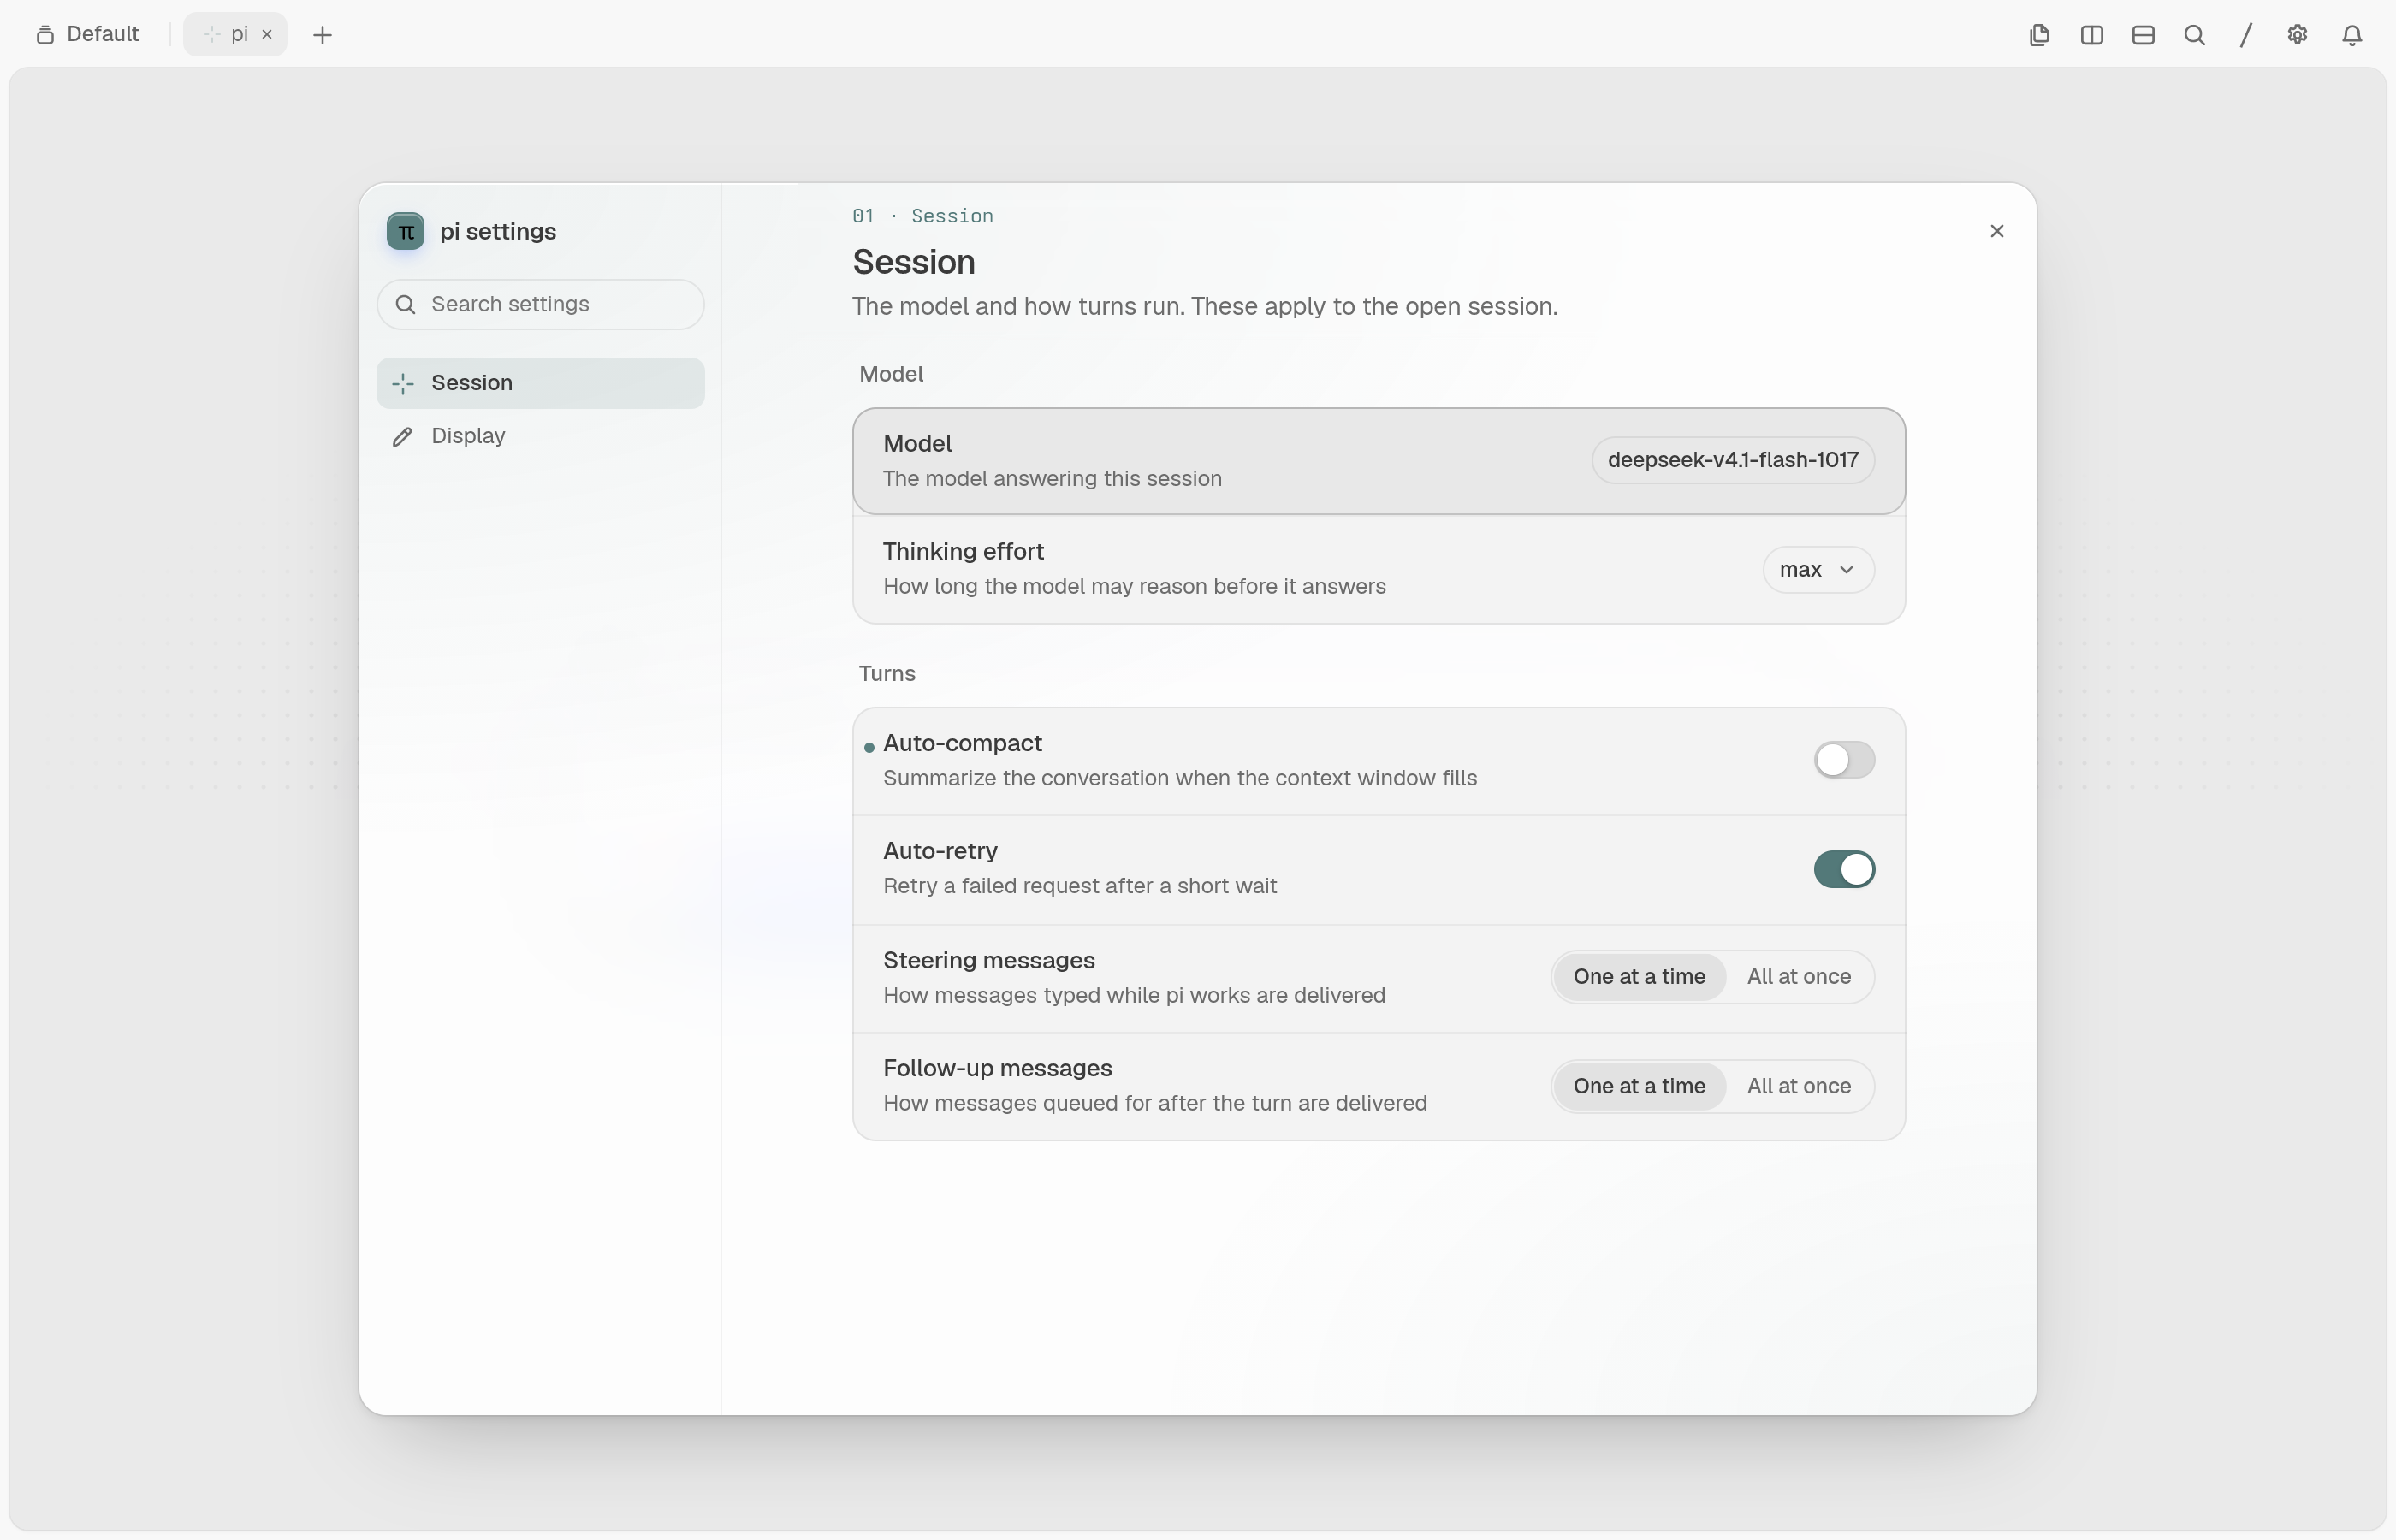 Default
pi
π pi settings
Search settings
Session
Display
01 · Session
Session
The model and how turns run. These apply to the open session.
Model
Model
The model answering this session
deepseek-v4.1-flash-1017
Thinking effort
How long the model may reason before it answers
max
Turns
Auto-compact
Summarize the conversation when the context window fills
Auto-retry
Retry a failed request after a short wait
Steering messages
How messages typed while pi works are delivered
One at a time All at once
Follow-up messages
How messages queued for after the turn are delivered
One at a time All at once